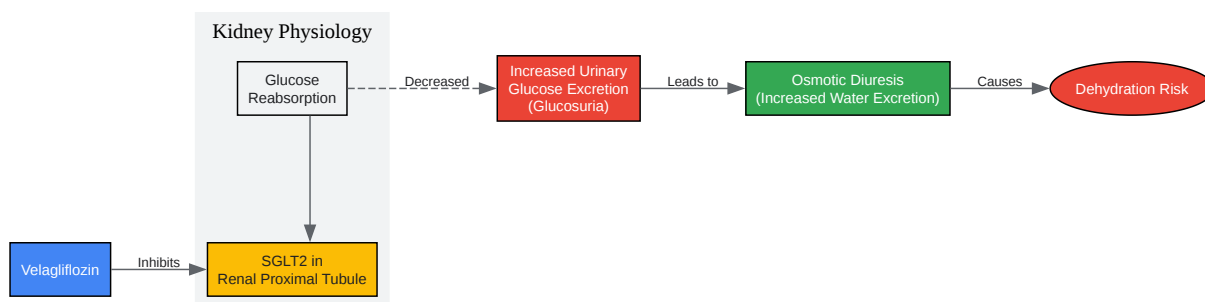 Kidney Physiology
Glucose
Reabsorption
Decreased
Increased Urinary
Glucose Excretion
(Glucosuria)
Leads to
Osmotic Diuresis
(Increased Water Excretion)
Causes
Dehydration Risk
Velagliflozin
Inhibits
SGLT2 in
Renal Proximal Tubule